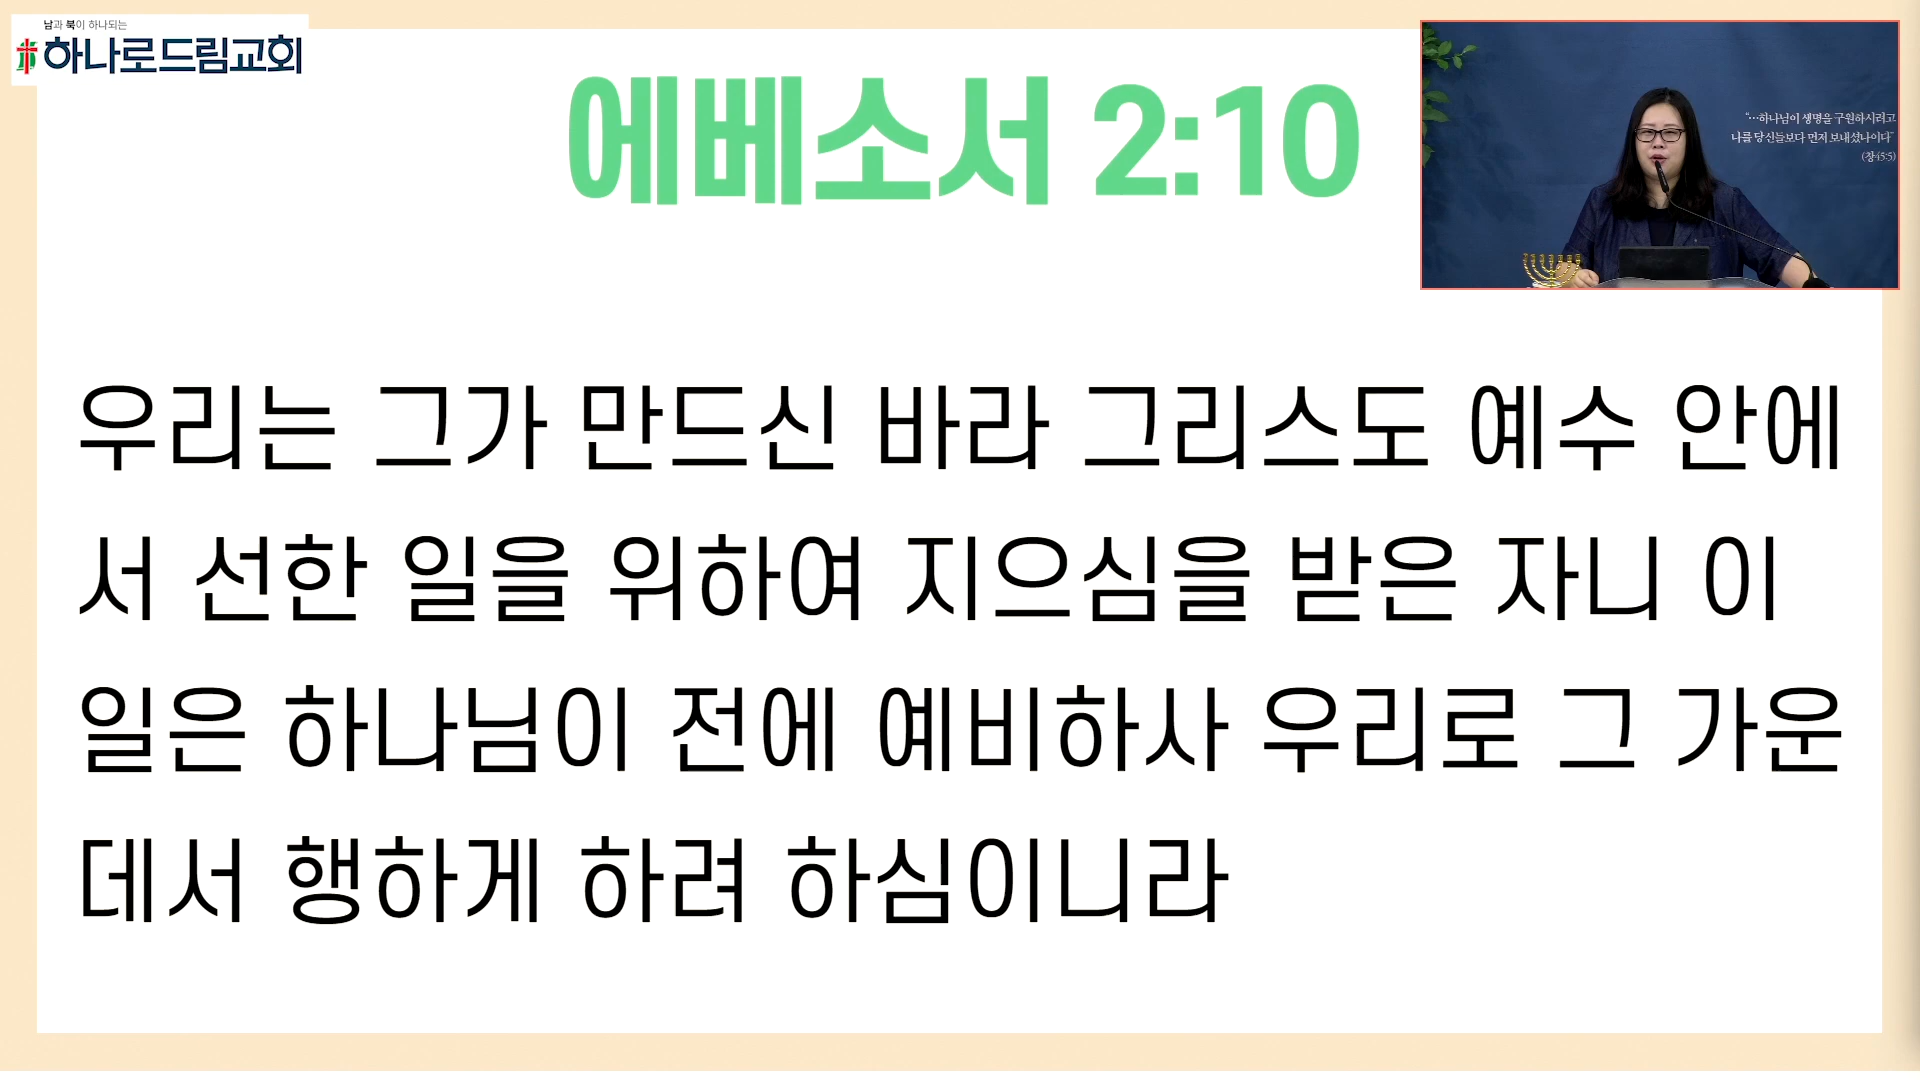 남과 북이 하나되는
하나로드림교회
에베소서 2:10
"…하나님이 생명을 구원하시려고
나를 당신들보다 먼저 보내셨나이다"
(창45:5)
우리는 그가 만드신 바라 그리스도 예수 안에
서 선한 일을 위하여 지으심을 받은 자니 이
일은 하나님이 전에 예비하사 우리로 그 가운
데서 행하게 하려 하심이니라